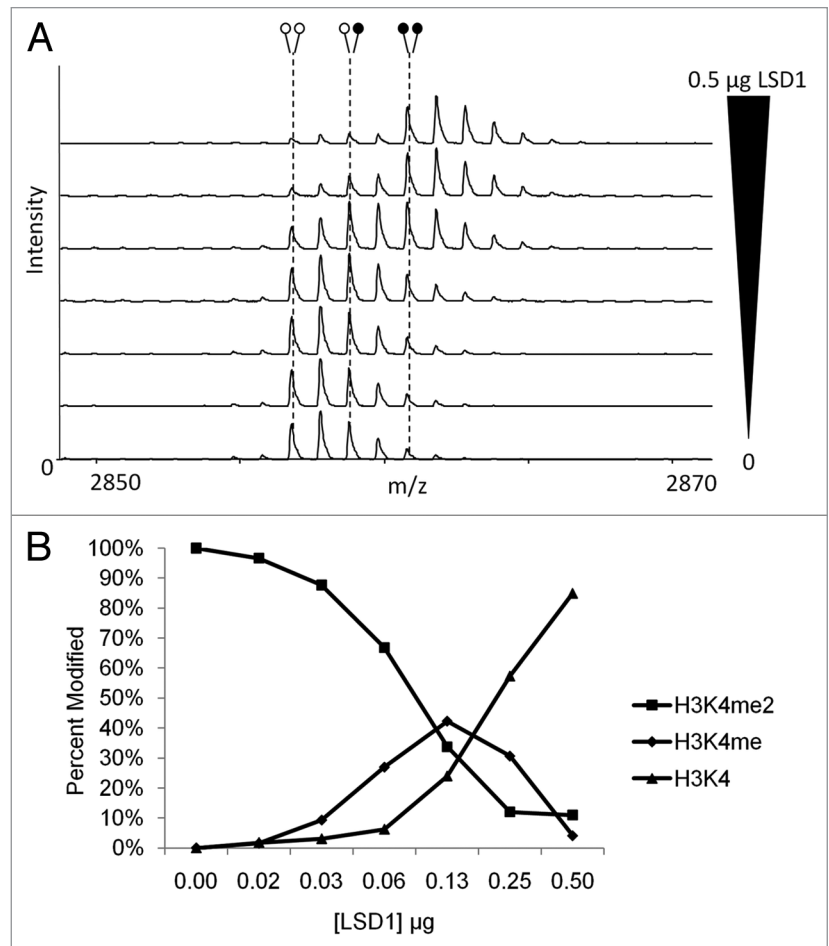 A
0.5 µg LSD1
Intensity
0
2850
m/z
2870
0
B
100%
90%
80%
70%
60%
50%
40%
30%
20%
10%
0%
Percent Modified
H3K4me2
H3K4me
H3K4
0.00 0.02 0.03 0.06 0.13 0.25 0.50
[LSD1] µg